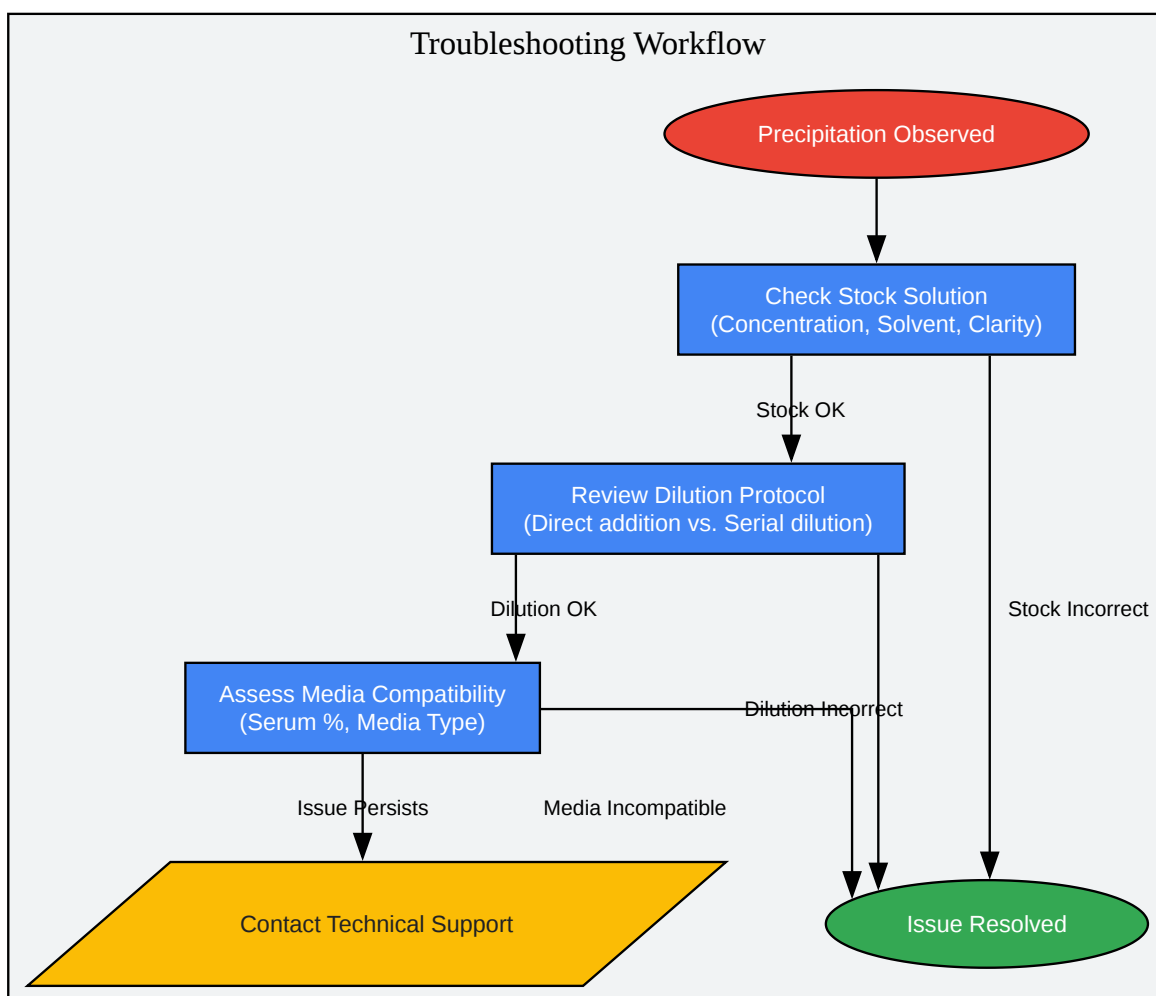 Troubleshooting Workflow
Precipitation Observed
Check Stock Solution
(Concentration, Solvent, Clarity)
Stock OK
Review Dilution Protocol
(Direct addition vs. Serial dilution)
Dilution OK
Stock Incorrect
Assess Media Compatibility
(Serum %, Media Type)
Dilution Incorrect
Issue Persists
Media Incompatible
Contact Technical Support
Issue Resolved